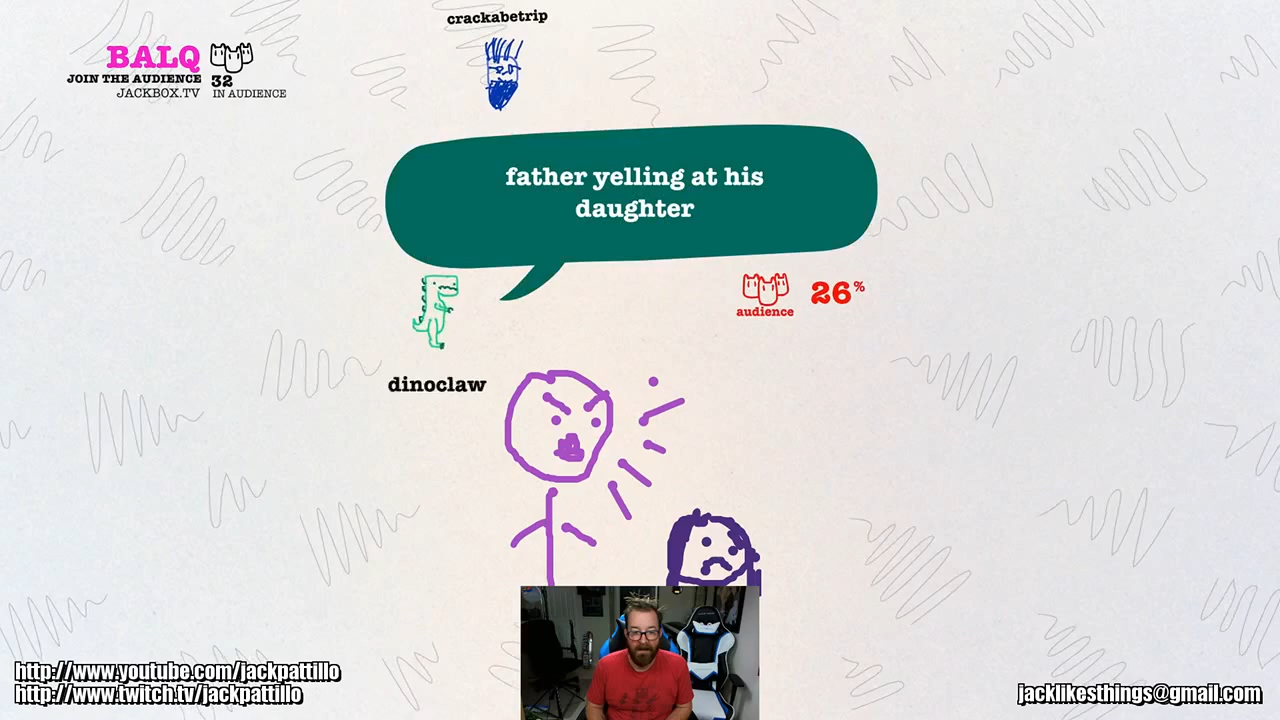 crackabetrip
BALQ
JOIN THE AUDIENCE
JACKBOX.TV
32
IN AUDIENCE
father yelling at his
daughter
audience
26%
dinoclaw
http://www.youtube.com/jackpattillo
http://www.twitch.tv/jackpattillo
jacklikesthings@gmail.com